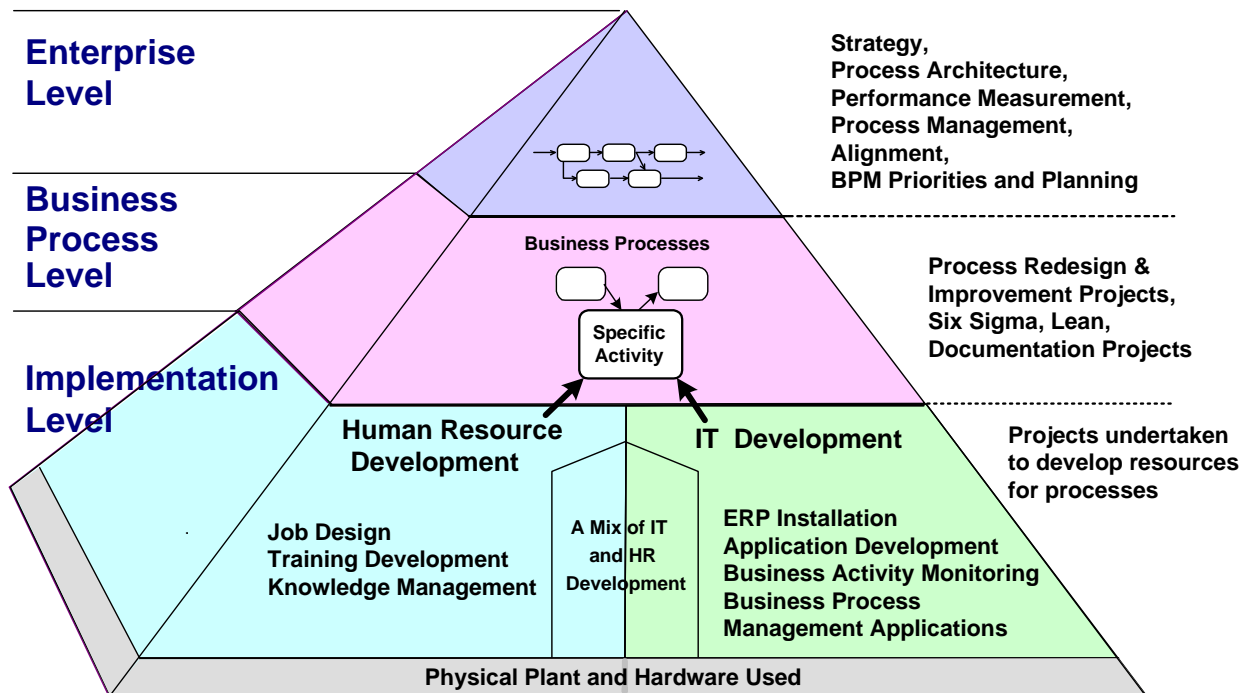 Enterprise
Level
Strategy,
Process Architecture,
Performance Measurement,
Process Management,
Alignment,
BPM Priorities and Planning
Business
Process
Level
Business Processes
Specific
Activity
Process Redesign &
Improvement Projects,
Six Sigma, Lean,
Documentation Projects
Implementation
Level
Human Resource
Development
IT Development
Projects undertaken
to develop resources
for processes
Job Design
Training Development
Knowledge Management
A Mix of IT
and HR
Development
ERP Installation
Application Development
Business Activity Monitoring
Business Process
Management Applications
Physical Plant and Hardware Used